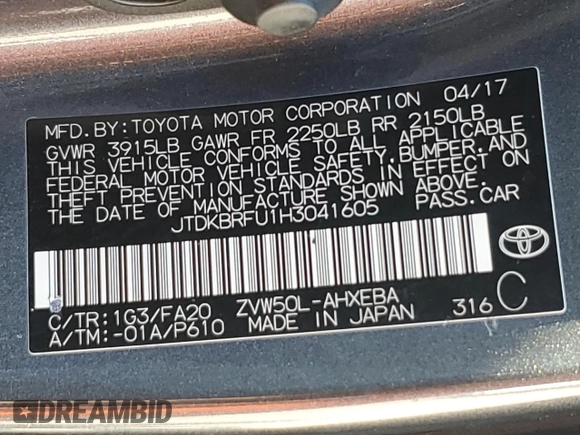 MFD.BY:TOYOTA MOTOR CORPORATION 04/17
GVWR 3915LB GAWR FR 2250LB RR 2150LB
THIS VEHICLE CONFORMS TO ALL APPLICABLE
FEDERAL MOTOR VEHICLE SAFETY,BUMPER,AND
THEFT PREVENTION STANDARDS IN EFFECT ON
THE DATE OF MANUFACTURE SHOWN ABOVE.
JTDKBRFU1H3041605 PASS.CAR
C/TR:1G3/FA20 ZVW50L-AHXEBA
A/TM:-01A/P610 MADE IN JAPAN 316 C
TOYOTA
DREAMBID